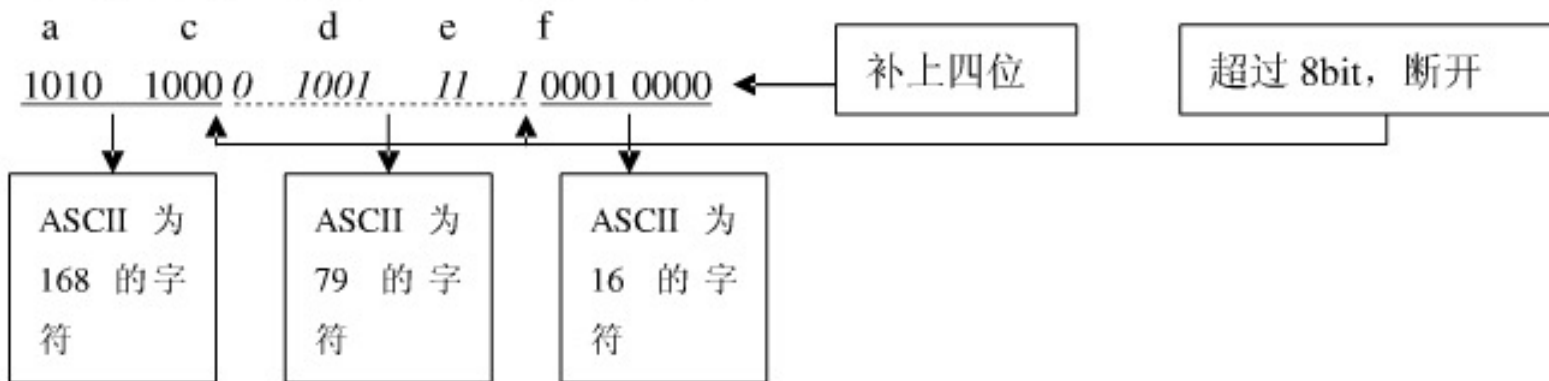 a c d e f
1010 1000 0 1001 11 1 0001 0000
补上四位
超过 8bit，断开
ASCII 为
168 的字
符
ASCII 为
79 的 字
符
ASCII 为
16 的 字
符